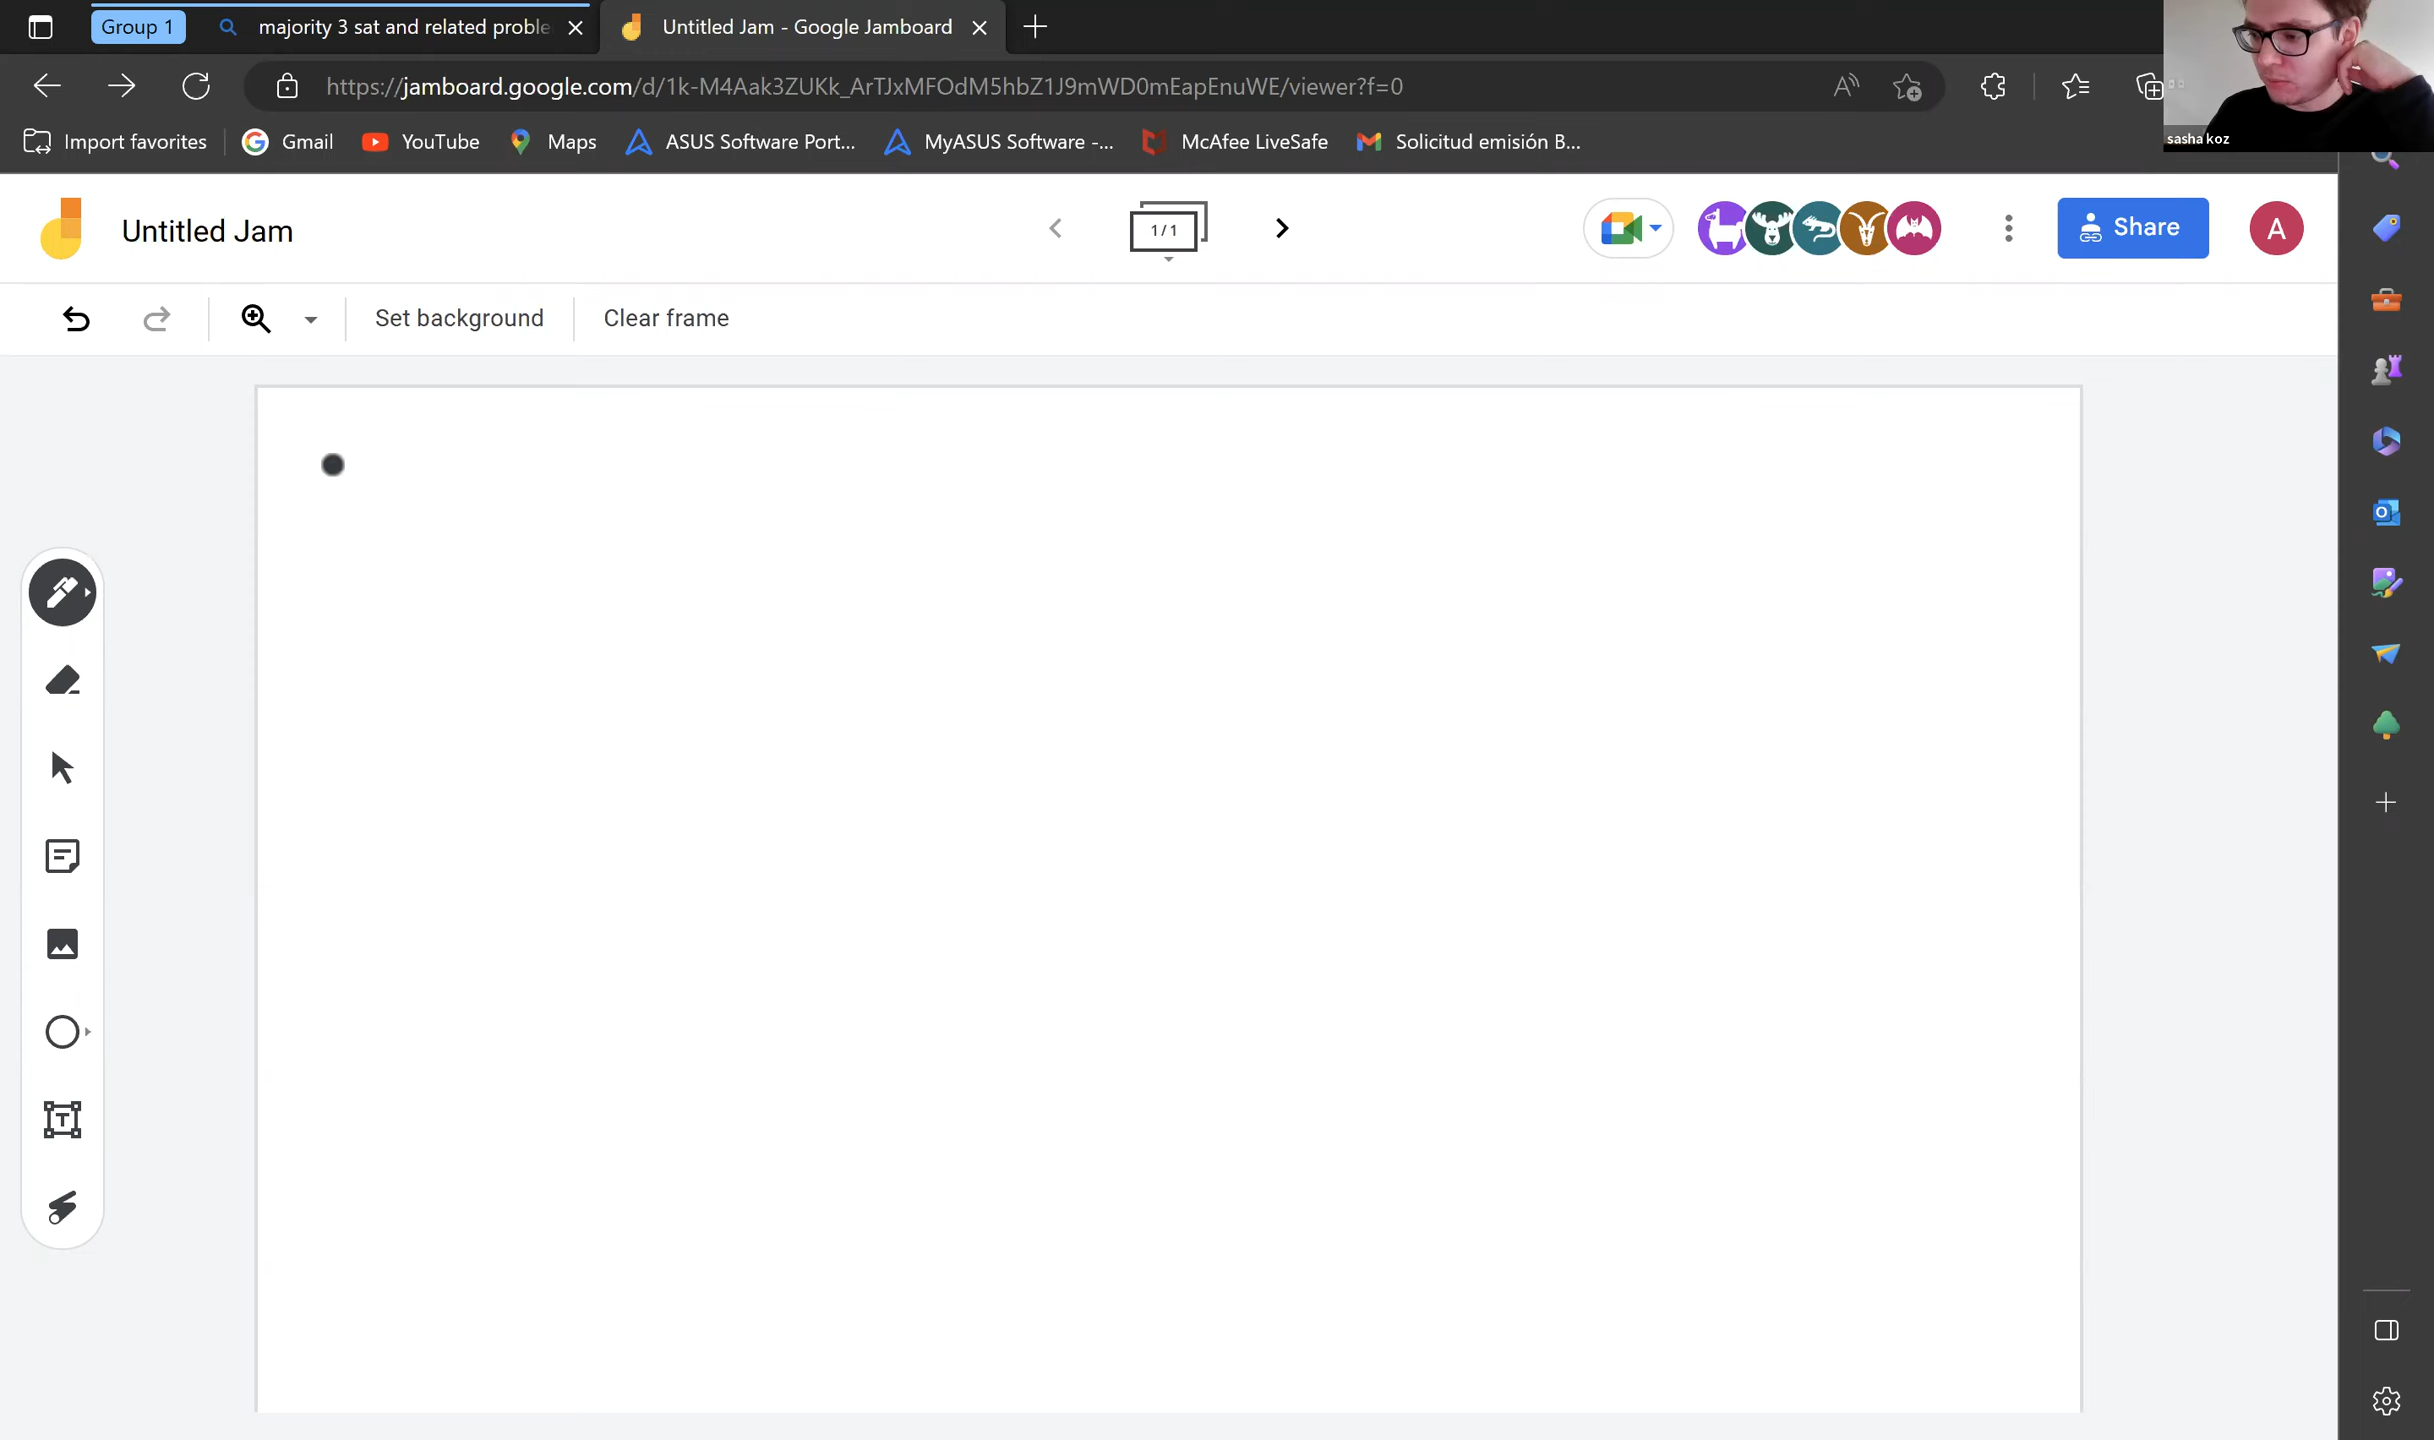 Group 1
majority 3 sat and related proble
Untitled Jam - Google Jamboard
https://jamboard.google.com/d/1k-M4Aak3ZUKk_ArTJxMFOdM5hbZ1J9mWD0mEapEnuWE/viewer?f=0
Import favorites
Gmail
YouTube
Maps
ASUS Software Port...
MyASUS Software -...
McAfee LiveSafe
Solicitud emisión B...
sasha koz
Untitled Jam
1/1
Share
A
Set background
Clear frame